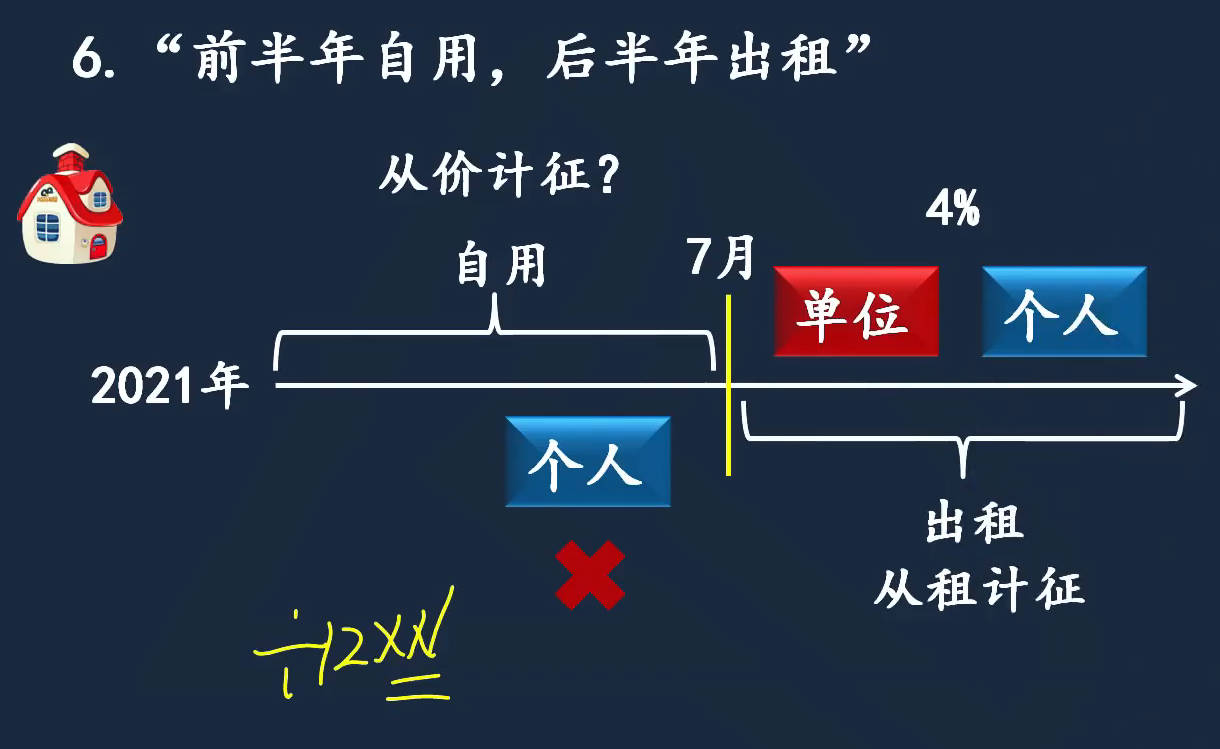 6. “前半年自用，后半年出租”
从价计征？
4%
自用
7月
单位
个人
2021年
个人
出租
从租计征
÷12×